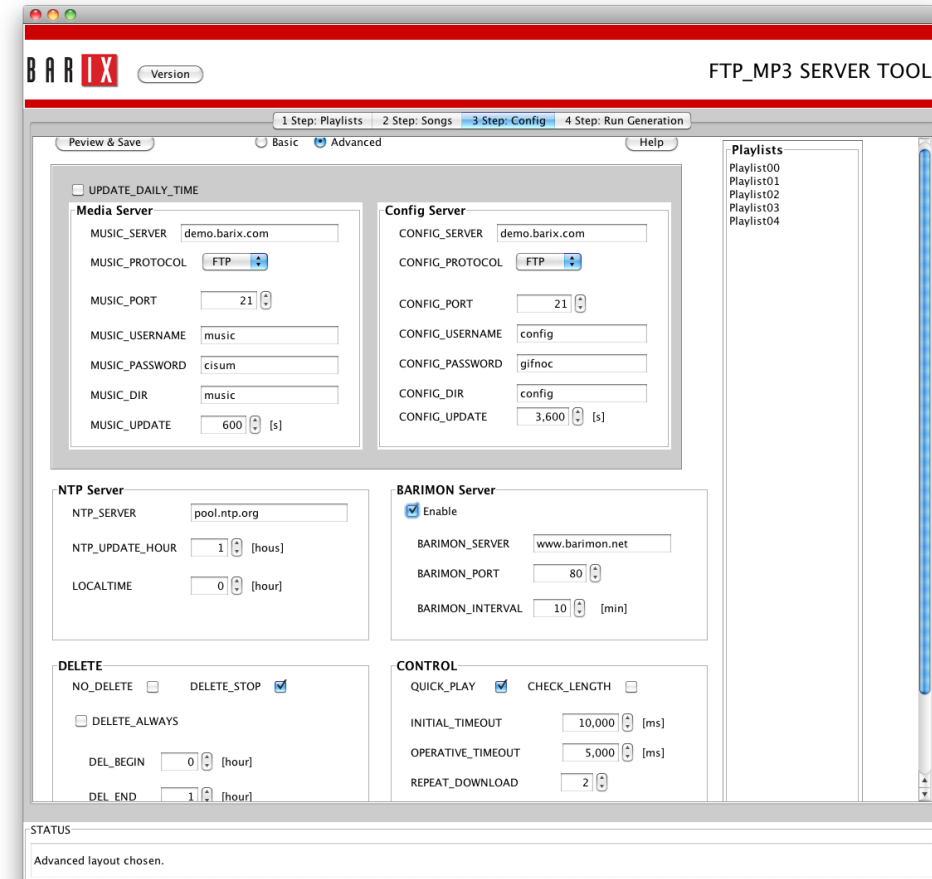 BARIX
Version
FTP_MP3 SERVER TOOL
1 Step: Playlists 2 Step: Songs 3 Step: Config 4 Step: Run Generation
Peview & Save Basic Advanced Help
UPDATE_DAILY_TIME
Media Server
MUSIC_SERVER demo.barix.com
MUSIC_PROTOCOL FTP
MUSIC_PORT 21
MUSIC_USERNAME music
MUSIC_PASSWORD cisum
MUSIC_DIR music
MUSIC_UPDATE 600 [s]
Config Server
CONFIG_SERVER demo.barix.com
CONFIG_PROTOCOL FTP
CONFIG_PORT 21
CONFIG_USERNAME config
CONFIG_PASSWORD gifnoc
CONFIG_DIR config
CONFIG_UPDATE 3,600 [s]
NTP Server
NTP_SERVER pool.ntp.org
NTP_UPDATE_HOUR 1 [hous]
LOCALTIME 0 [hour]
BARIMON Server
Enable
BARIMON_SERVER www.barimon.net
BARIMON_PORT 80
BARIMON_INTERVAL 10 [min]
DELETE
NO_DELETE DELETE_STOP
DELETE_ALWAYS
DEL_BEGIN 0 [hour]
DEL_END 1 [hour]
CONTROL
QUICK_PLAY CHECK_LENGTH
INITIAL_TIMEOUT 10,000 [ms]
OPERATIVE_TIMEOUT 5,000 [ms]
REPEAT_DOWNLOAD 2
Playlists
Playlist00
Playlist01
Playlist02
Playlist03
Playlist04
STATUS
Advanced layout chosen.